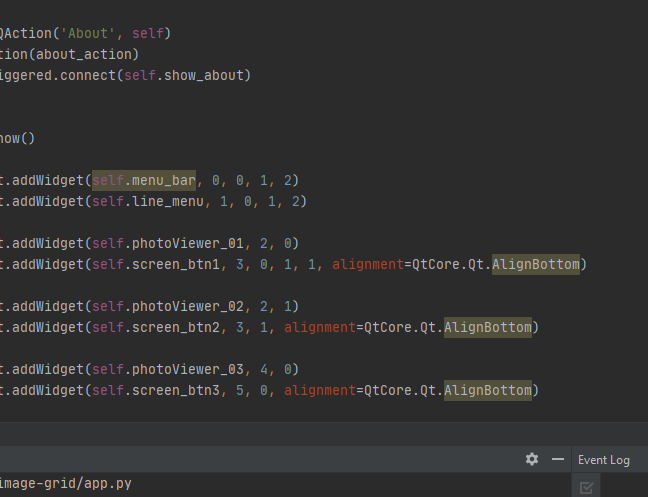 QAction('About', self)
tion(about_action)
iggered.connect(self.show_about)
now()
t.addWidget(self.menu_bar, 0, 0, 1, 2)
t.addWidget(self.line_menu, 1, 0, 1, 2)
t.addWidget(self.photoViewer_01, 2, 0)
t.addWidget(self.screen_btn1, 3, 0, 1, 1, alignment=QtCore.Qt.AlignBottom)
t.addWidget(self.photoViewer_02, 2, 1)
t.addWidget(self.screen_btn2, 3, 1, alignment=QtCore.Qt.AlignBottom)
t.addWidget(self.photoViewer_03, 4, 0)
t.addWidget(self.screen_btn3, 5, 0, alignment=QtCore.Qt.AlignBottom)
Event Log
image-grid/app.py